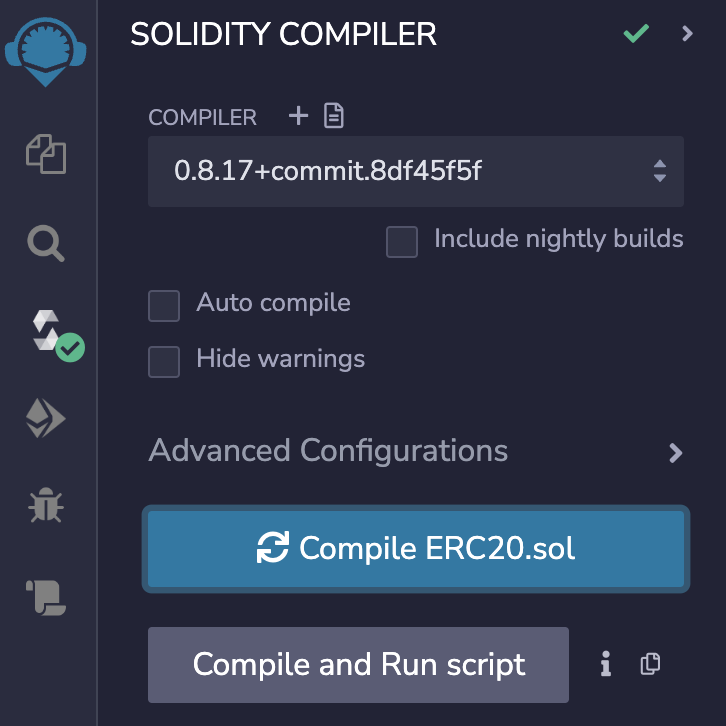 SOLIDITY COMPILER
COMPILER
0.8.17+commit.8df45f5f
Include nightly builds
Auto compile
Hide warnings
Advanced Configurations
Compile ERC20.sol
Compile and Run script